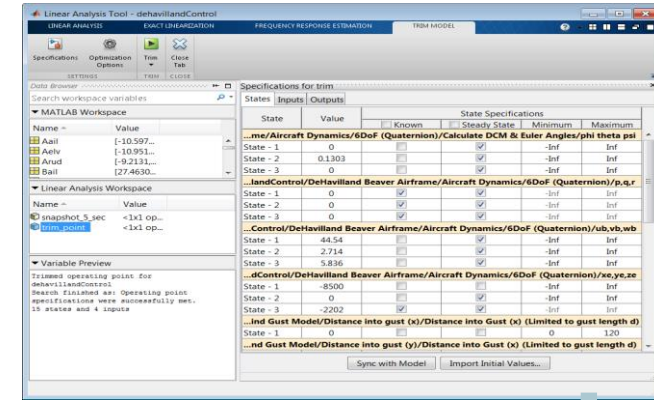 Linear Analysis Tool - dehavillandControl
LINEAR ANALYSIS EXACT LINEARIZATION FREQUENCY RESPONSE ESTIMATION TRIM MODEL
Specifications Optimization Options Trim Close Tab
SETTINGS TRIM CLOSE
Data Browser
Search workspace variables
▼ MATLAB Workspace
Name Value
Aail [-10.597...
Aelv [-10.951...
Arud [-9.2131,...
Bail [27.4630...
▼ Linear Analysis Workspace
Name Value
snapshot_5_sec <1x1 op...
trim_point <1x1 op...
▼ Variable Preview
Trimmed operating point for
dehavillandControl
Search finished as: Operating point
specifications were successfully met.
15 states and 4 inputs
Specifications for trim
States Inputs Outputs
State Value State Specifications
Known Steady State Minimum Maximum
...me/Aircraft Dynamics/6DoF (Quaternion)/Calculate DCM & Euler Angles/phi theta psi
State - 1 0 -Inf Inf
State - 2 0.1303 -Inf Inf
State - 3 0 -Inf Inf
...landControl/DeHavilland Beaver Airframe/Aircraft Dynamics/6DoF (Quaternion)/p,q,r
State - 1 0 -Inf Inf
State - 2 0 -Inf Inf
State - 3 0 -Inf Inf
...Control/DeHavilland Beaver Airframe/Aircraft Dynamics/6DoF (Quaternion)/ub,vb,wb
State - 1 44.54 -Inf Inf
State - 2 2.714 -Inf Inf
State - 3 5.836 -Inf Inf
...dControl/DeHavilland Beaver Airframe/Aircraft Dynamics/6DoF (Quaternion)/xe,ye,ze
State - 1 -8500 -Inf Inf
State - 2 0 -Inf Inf
State - 3 -2202 -Inf Inf
...ind Gust Model/Distance into gust (x)/Distance into Gust (x) (Limited to gust length d)
State - 1 0 0 120
...nd Gust Model/Distance into gust (y)/Distance into Gust (x) (Limited to gust length d)
Sync with Model Import Initial Values...